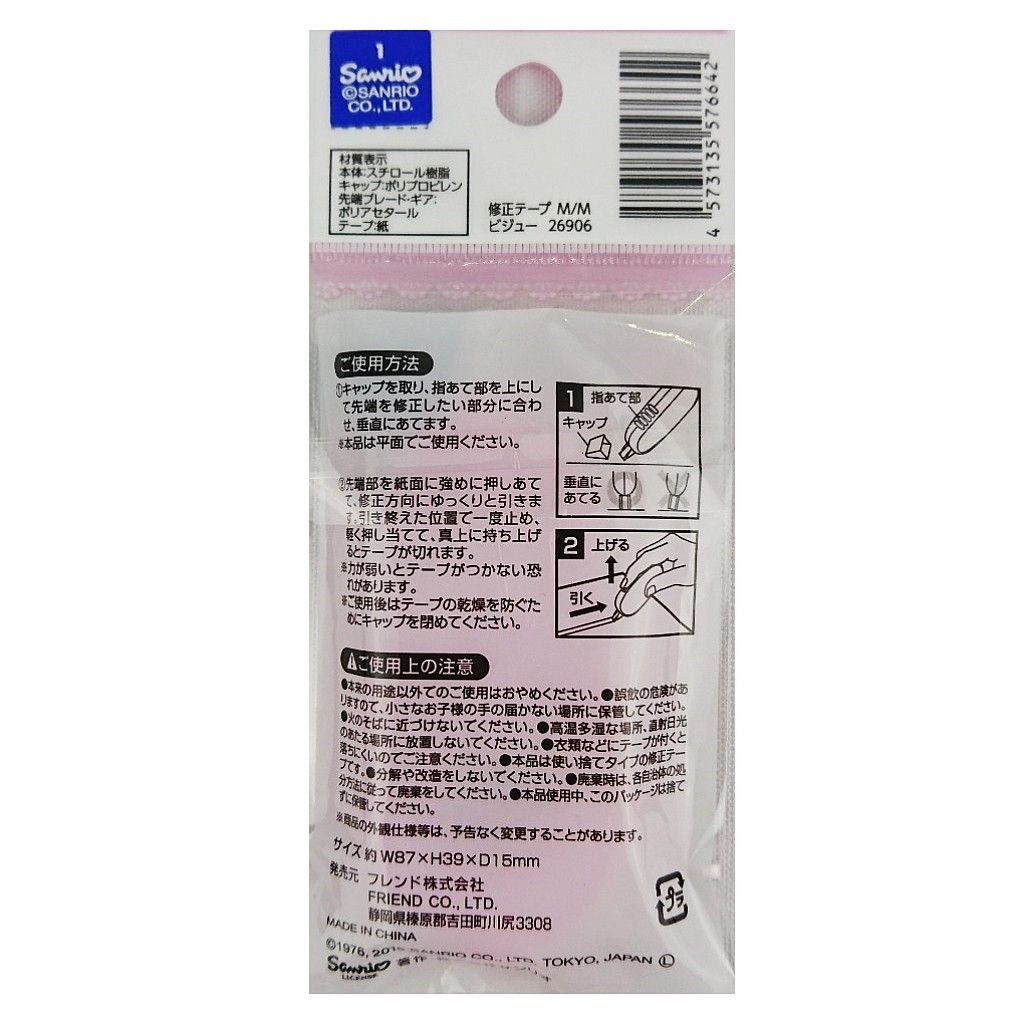 1
Sanrio
©SANRIO
CO., LTD.
材質表示
本体:スチロール樹脂
キャップ:ポリプロピレン
先端ブレード・ギア:
ポリアセタール
テープ:紙
修正テープ M/M
ビジュー 26906
4 573135 576642
ご使用方法
①キャップを取り、指あて部を上にし
て先端を修正したい部分に合わ
せ、垂直にあてます。
※本品は平面でご使用ください。
②先端部を紙面に強めに押しあて
て、修正方向にゆっくりと引きま
す。引き終えた位置で一度止め、
軽く押し当てて、真上に持ち上げ
るとテープが切れます。
※力が弱いとテープがつかない恐
れがあります。
※ご使用後はテープの乾燥を防ぐた
めにキャップを閉めてください。
1 指あて部
キャップ
垂直に
あてる
2 上げる
引く
ご使用上の注意
●本来の用途以外でのご使用はおやめください。●誤飲の危険があ
りますので、小さなお子様の手の届かない場所に保管してください。
●火のそばに近づけないでください。●高温多湿な場所、直射日光
のあたる場所に放置しないでください。●衣類などにテープが付くと
落ちにくいのでご注意ください。●本品は使い捨てタイプの修正テー
プです。●分解や改造をしないでください。●廃棄時は、各自治体の処
分方法に従って廃棄をしてください。●本品使用中、このパッケージは捨て
ずに保管してください。
※商品の外観仕様等は、予告なく変更することがあります。
サイズ 約 W87×H39×D15mm
発売元 フレンド株式会社
FRIEND CO., LTD.
静岡県榛原郡吉田町川尻3308
プラ
MADE IN CHINA
©1976, SANRIO CO., LTD. TOKYO, JAPAN Ⓛ
Sanrio 著作
LICENSE